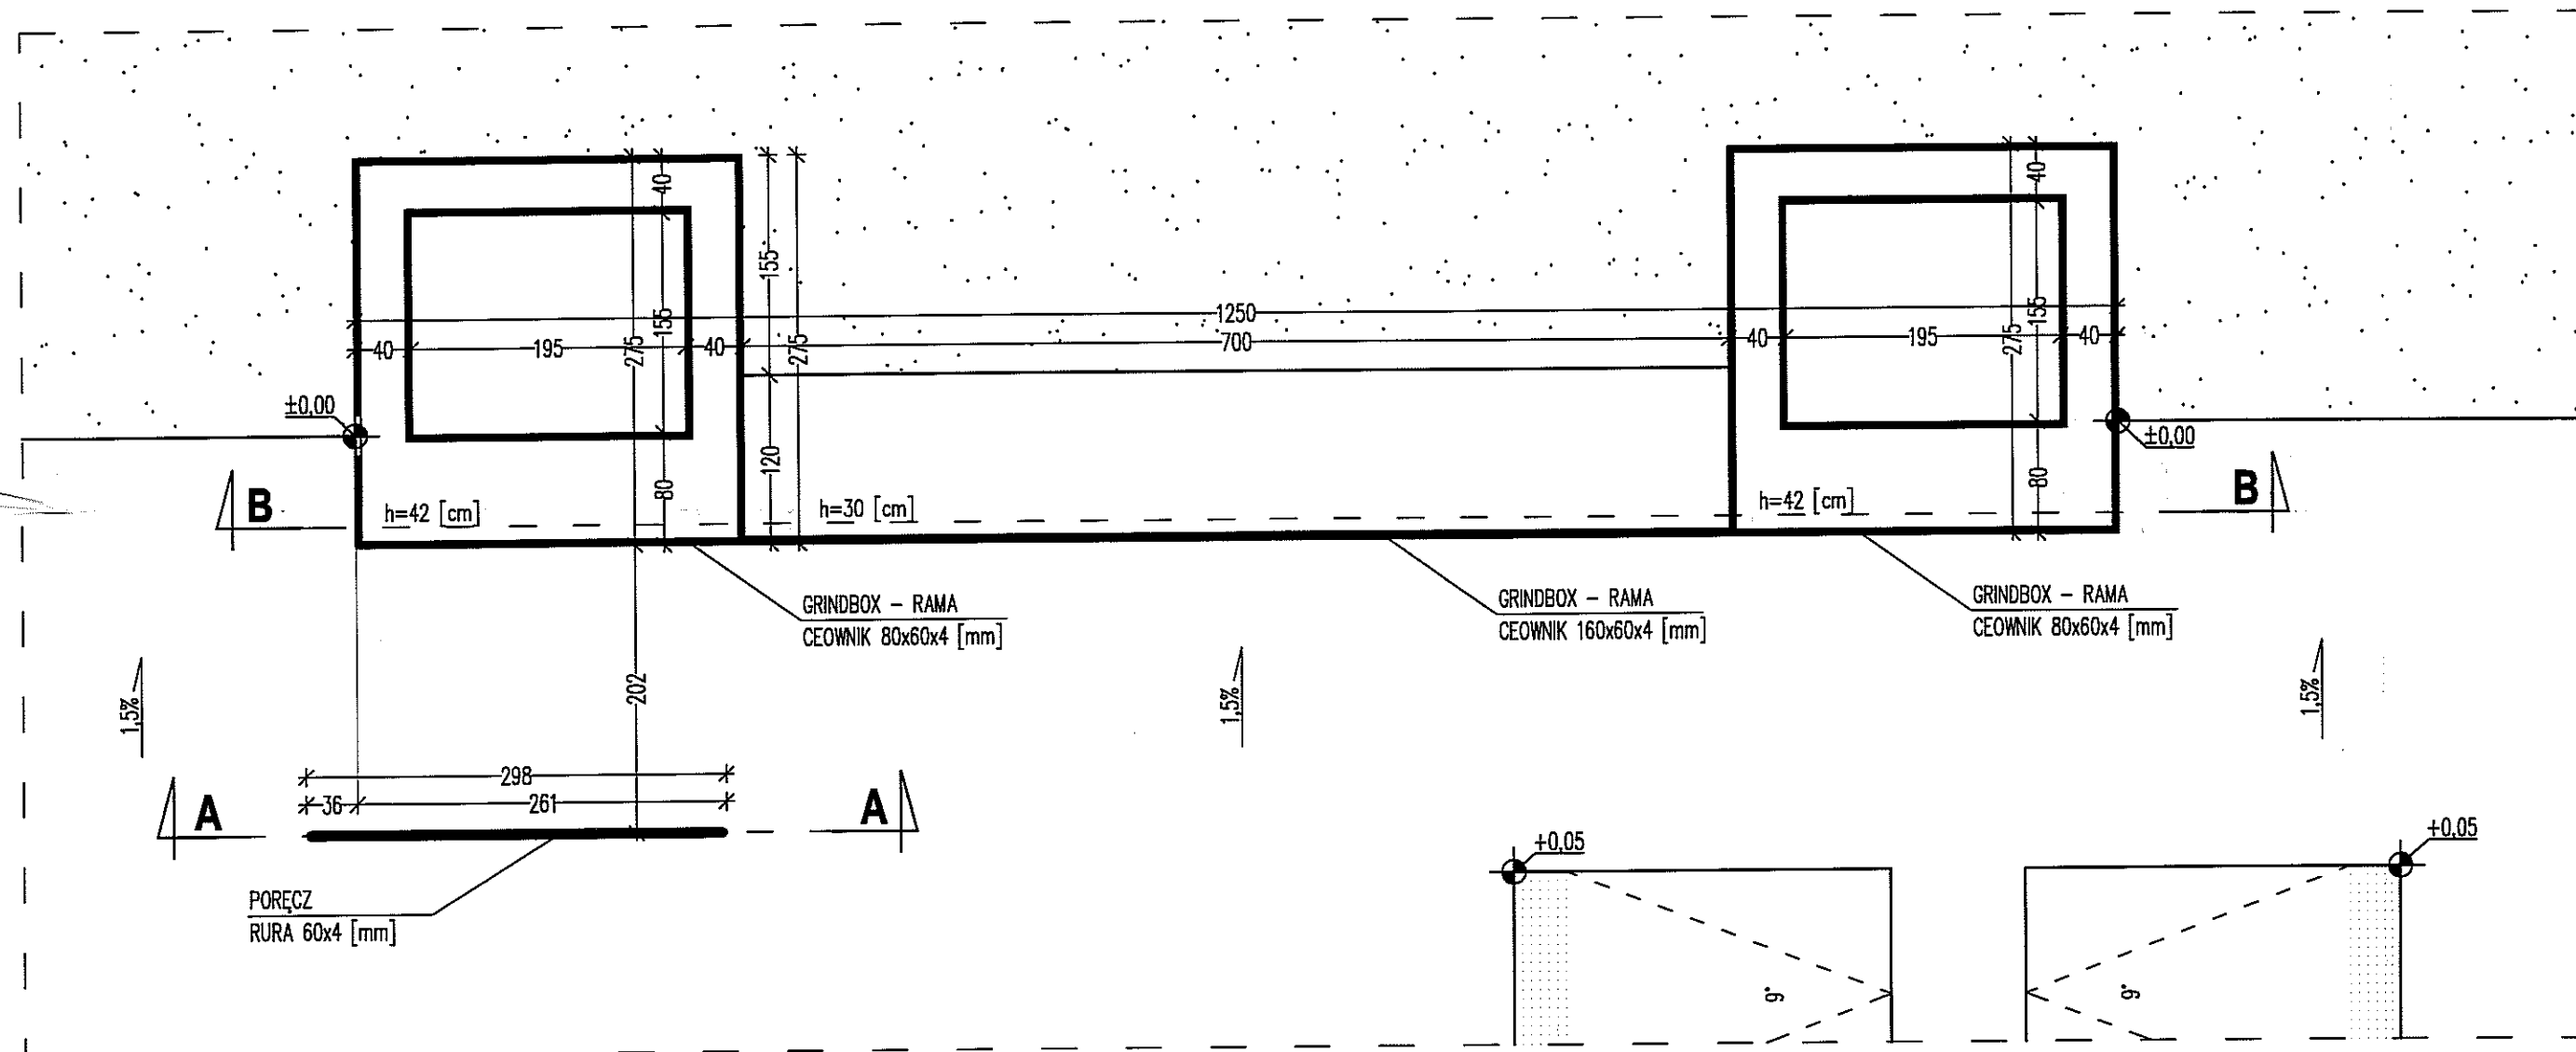 40
40
155
155
275
275
155
155
275
1250
40
195
40
700
40
195
40
±0,00
±0,00
120
80
80
B
h=42 [cm]
h=30 [cm]
h=42 [cm]
B
GRINDBOX - RAMA
CEOWNIK 80x60x4 [mm]
GRINDBOX - RAMA
CEOWNIK 160x60x4 [mm]
GRINDBOX - RAMA
CEOWNIK 80x60x4 [mm]
1,5%
202
1,5%
1,5%
298
36
261
A
A
PORĘCZ
RURA 60x4 [mm]
+0,05
+0,05
9°
9°